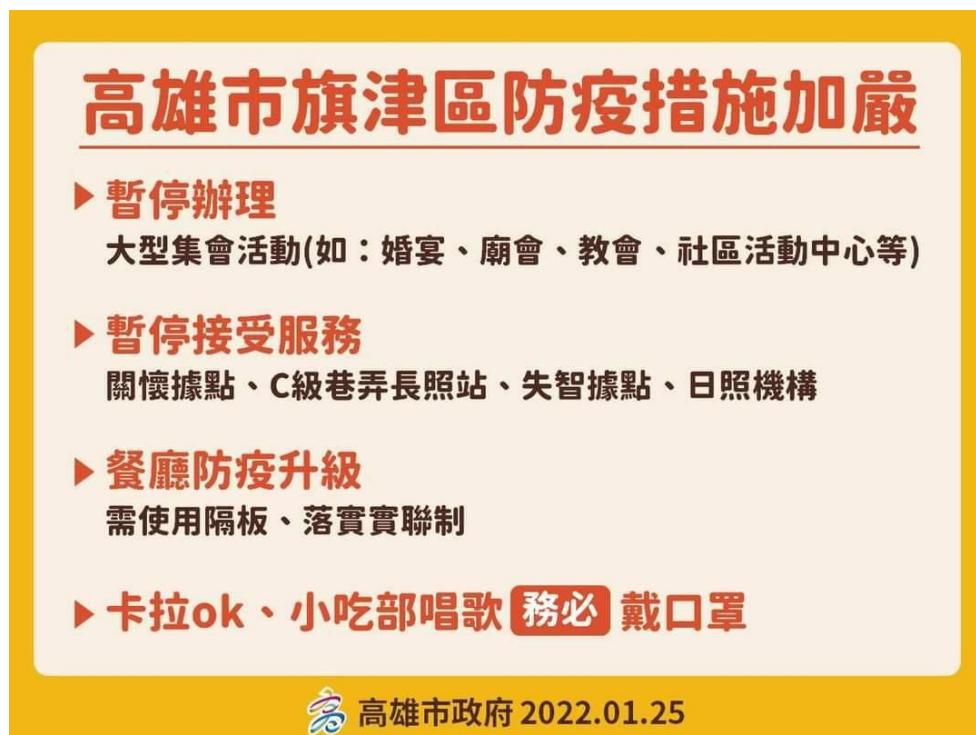 高雄市旗津區防疫措施加嚴
▶暫停辦理
大型集會活動(如：婚宴、廟會、教會、社區活動中心等)
▶暫停接受服務
關懷據點、C級巷弄長照站、失智據點、日照機構
▶餐廳防疫升級
需使用隔板、落實實聯制
▶卡拉ok、小吃部唱歌 務必 戴口罩
高雄市政府 2022.01.25